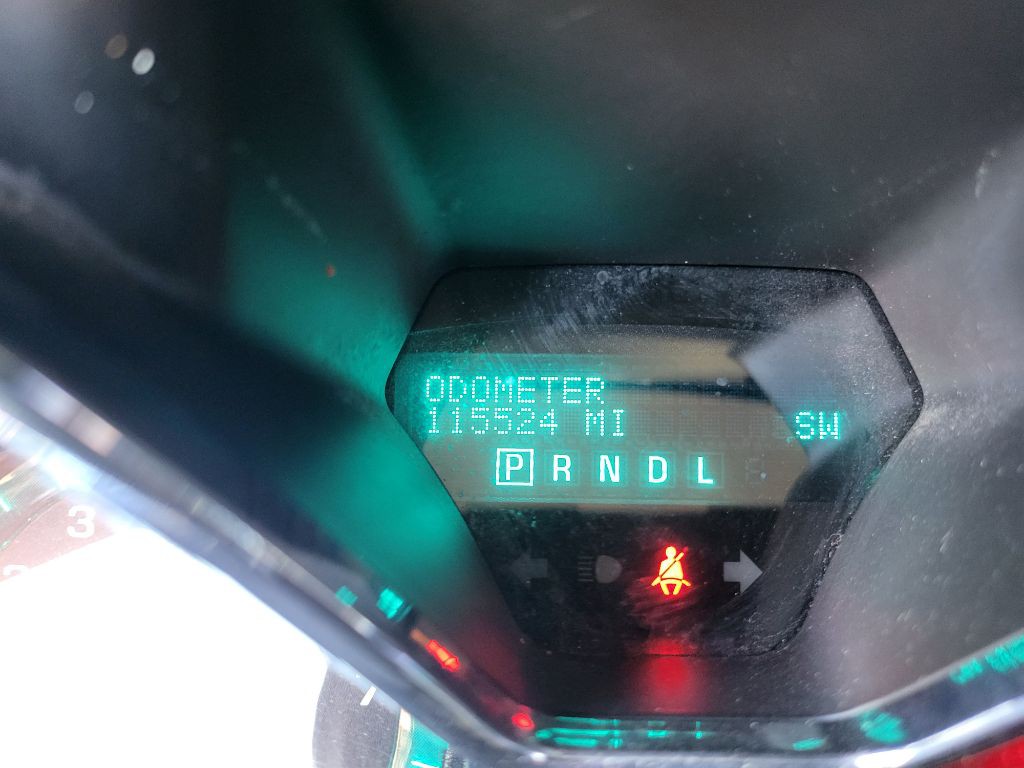 ODOMETER
115524 MI SW
P R N D L
3